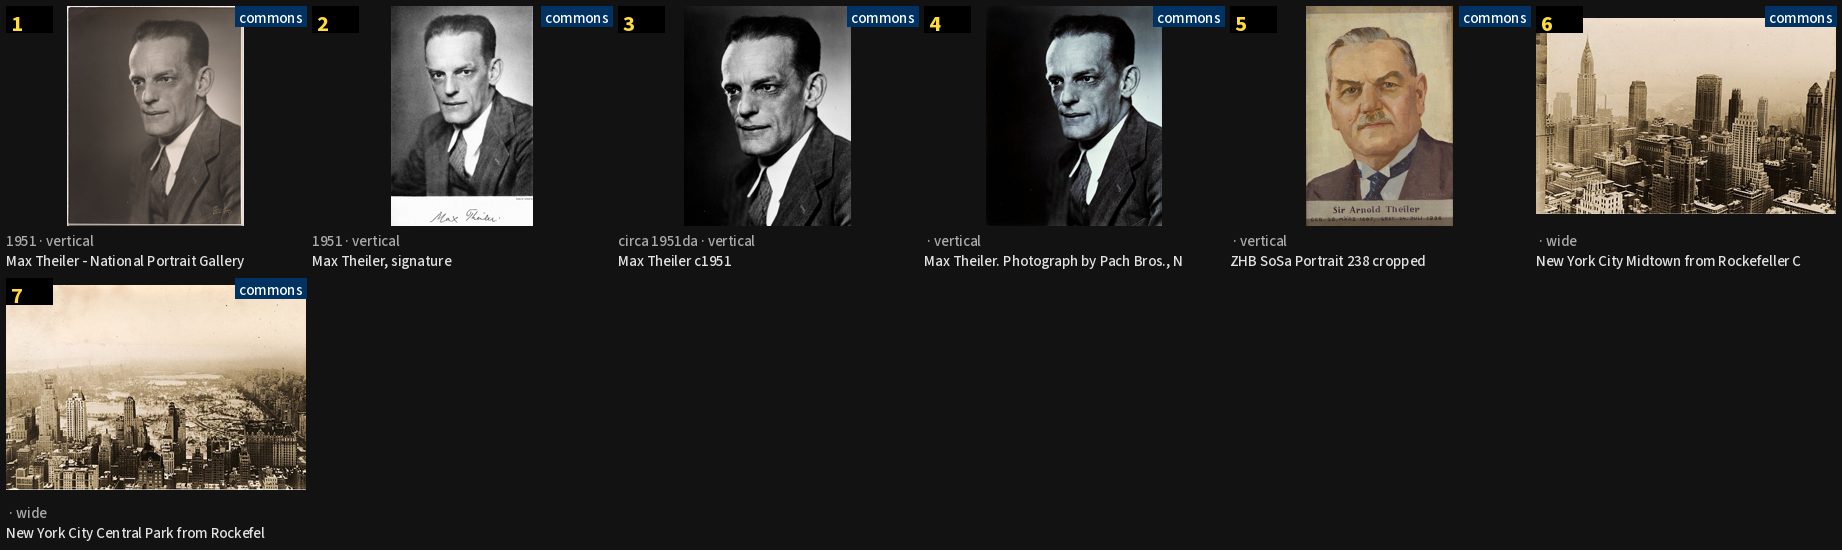 1
commons
2
commons
3
commons
4
commons
5
commons
6
commons
Max Theiler
Sir Arnold Theiler
1951 · vertical
Max Theiler - National Portrait Gallery
1951 · vertical
Max Theiler, signature
circa 1951da · vertical
Max Theiler c1951
· vertical
Max Theiler. Photograph by Pach Bros., N
· vertical
ZHB SoSa Portrait 238 cropped
· wide
New York City Midtown from Rockefeller C
7
commons
· wide
New York City Central Park from Rockefel